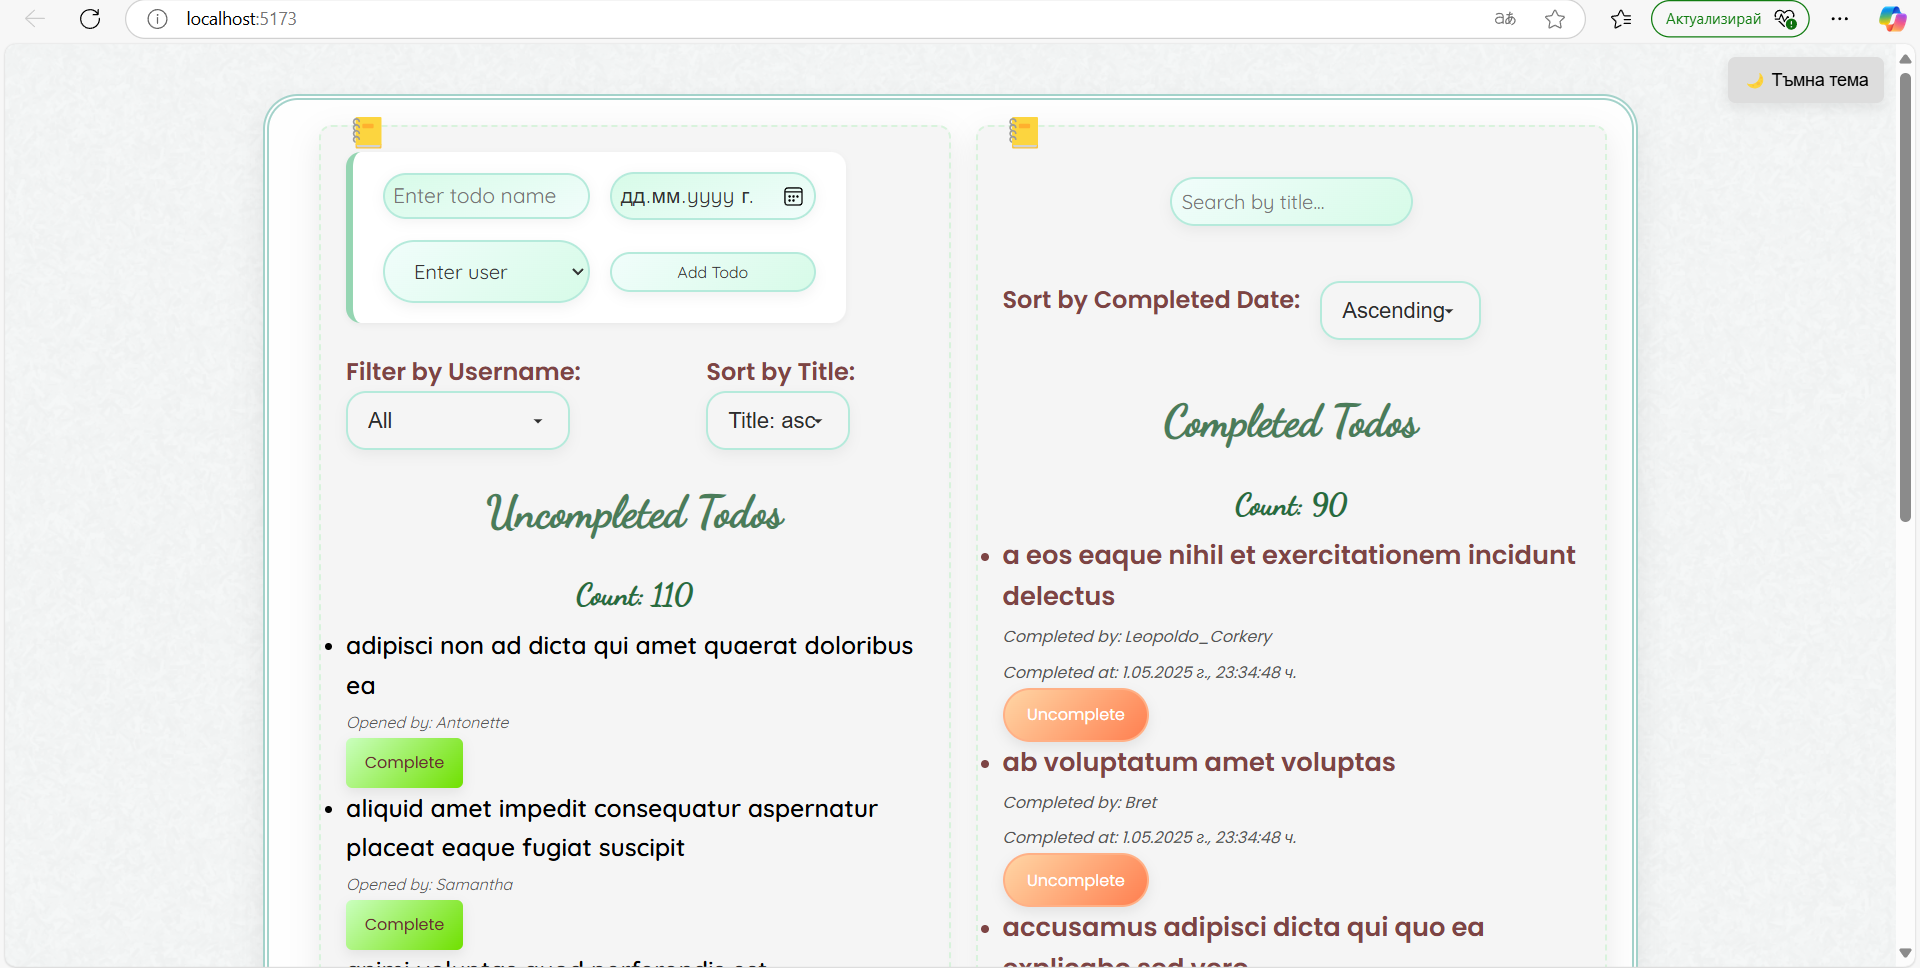 localhost:5173
Актуализирай
Тъмна тема
Enter todo name
дд.мм.yyyy г.
Enter user
Add Todo
Filter by Username:
Sort by Title:
All
Title: asc
Uncompleted Todos
Count: 110
adipisci non ad dicta qui amet quaerat doloribus
ea
Opened by: Antonette
Complete
aliquid amet impedit consequatur aspernatur
placeat eaque fugiat suscipit
Opened by: Samantha
Complete
Search by title...
Sort by Completed Date:
Ascending
Completed Todos
Count: 90
a eos eaque nihil et exercitationem incidunt
delectus
Completed by: Leopoldo_Corkery
Completed at: 1.05.2025 г., 23:34:48 ч.
Uncomplete
ab voluptatum amet voluptas
Completed by: Bret
Completed at: 1.05.2025 г., 23:34:48 ч.
Uncomplete
accusamus adipisci dicta qui quo ea
explicabo sed vero